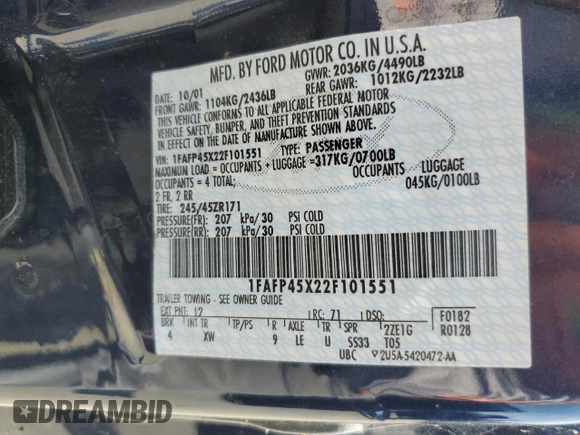 MFD. BY FORD MOTOR CO. IN U.S.A.
DATE: 10/01 GVWR: 2036KG/4490LB
FRONT GAWR: 1104KG/2436LB REAR GAWR: 1012KG/2232LB
THIS VEHICLE CONFORMS TO ALL APPLICABLE FEDERAL MOTOR
VEHICLE SAFETY, BUMPER, AND THEFT PREVENTION STANDARDS
IN EFFECT ON THE DATE OF MANUFACTURE SHOWN ABOVE.
VIN: 1FAFP45X22F101551 TYPE: PASSENGER
MAXIMUM LOAD = OCCUPANTS + LUGGAGE =317KG/0700LB
OCCUPANTS = 4 TOTAL: OCCUPANTS LUGGAGE
2 FR, 2 RR 045KG/0100LB
TIRE: 245/45ZR171
PRESSURE(FR): 207 kPa/30 PSI COLD
PRESSURE(RR): 207 kPa/30 PSI COLD
1FAFP45X22F101551
TRAILER TOWING - SEE OWNER GUIDE
EXT PNT: 12 RC: 71 DSO: F0182
BRK INT TR TP/PS R AXLE TR SPR 2ZE1G R0128
4 XW 9 LE U SS33 T05
UBC 2U5A-5420472-AA
DREAMBID